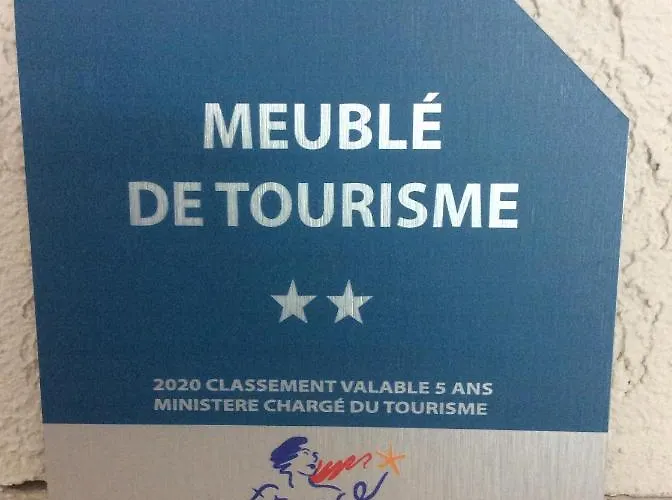 MEUBLÉ
DE TOURISME
★★
2020 CLASSEMENT VALABLE 5 ANS
MINISTERE CHARGÉ DU TOURISME